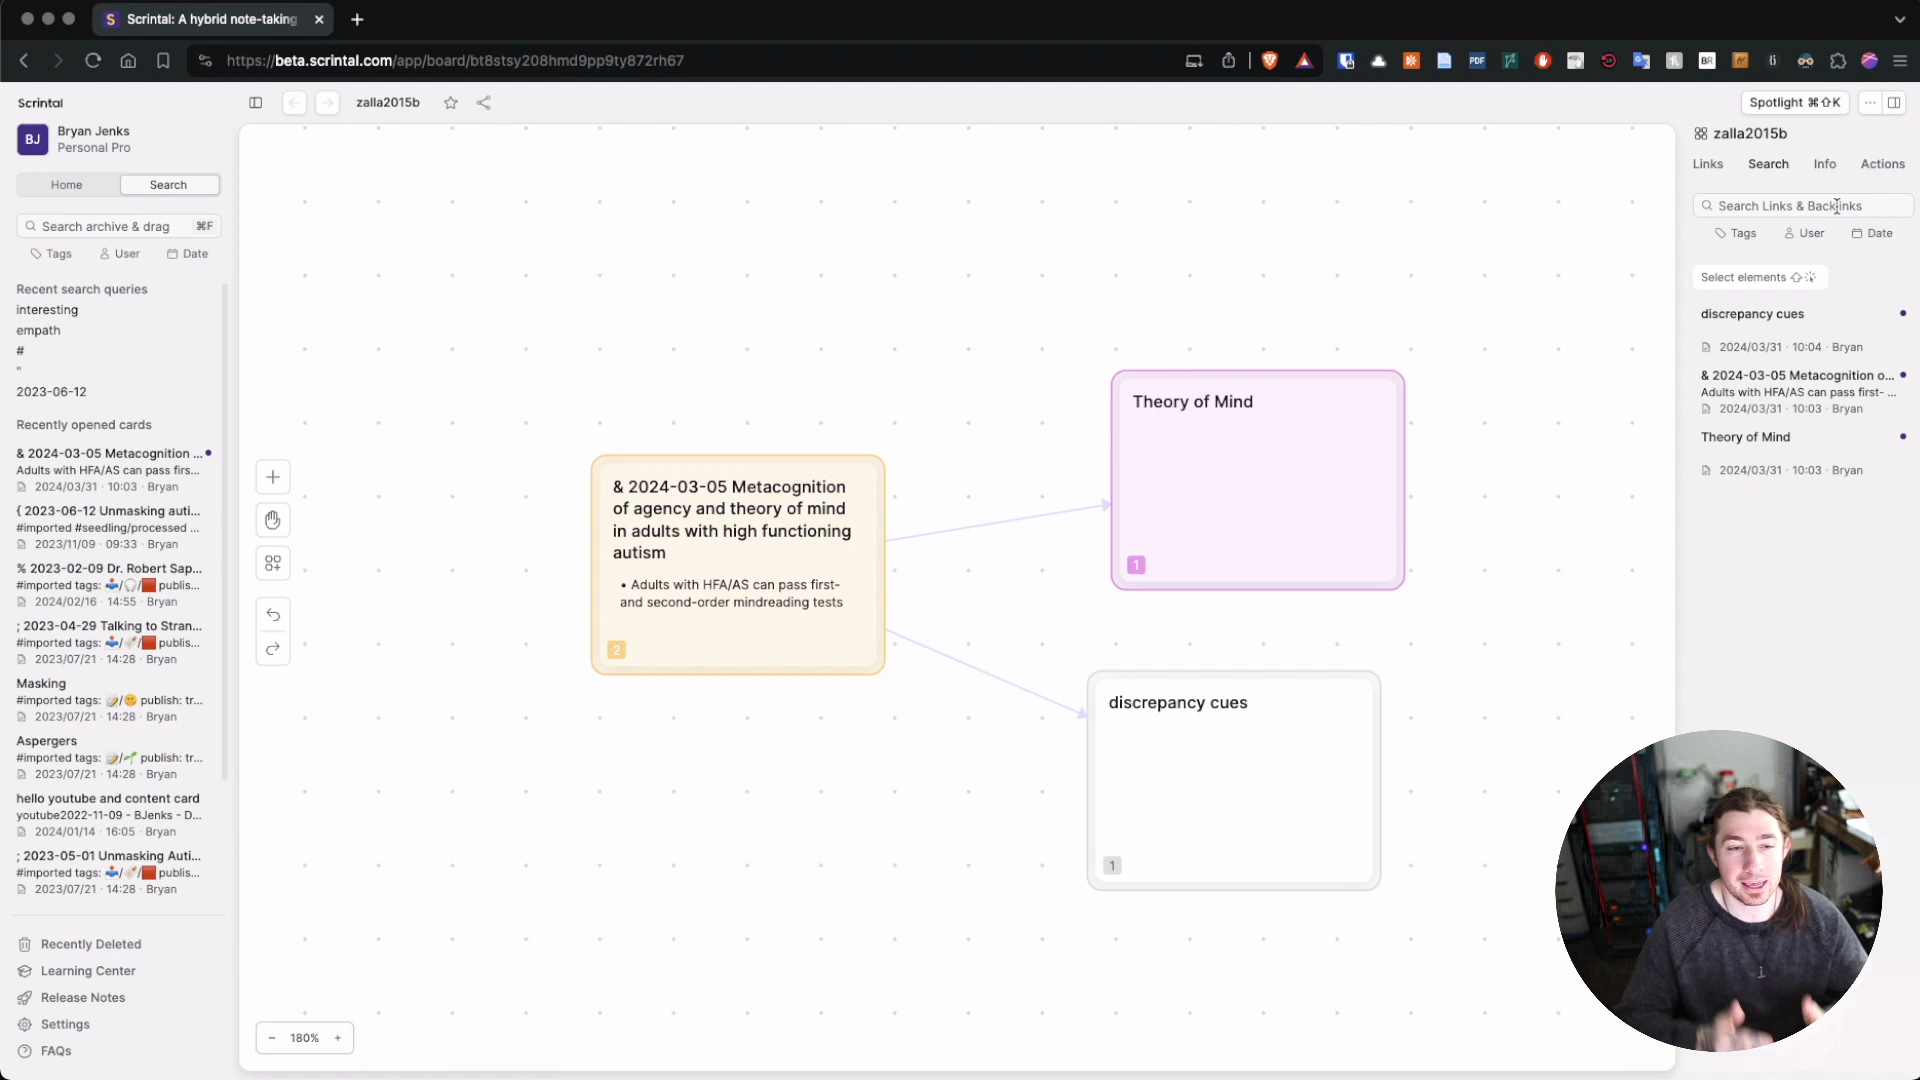 Scrintal: A hybrid note-taking
https://beta.scrintal.com/app/board/bt8stsy208hmd9pp9ty872rh67
PDF
BR
Scrintal
BJ
Bryan Jenks
Personal Pro
Home
Search
Search archive & drag ⌘F
Tags
User
Date
Recent search queries
interesting
empath
#
"
2023-06-12
Recently opened cards
& 2024-03-05 Metacognition ...
Adults with HFA/AS can pass firs...
2024/03/31 · 10:03 · Bryan
{ 2023-06-12 Unmasking auti...
#imported #seedling/processed ...
2023/11/09 · 09:33 · Bryan
% 2023-02-09 Dr. Robert Sap...
#imported tags: 📥/🎧/🟥 publis...
2024/02/16 · 14:55 · Bryan
; 2023-04-29 Talking to Stran...
#imported tags: 📥/🗞/🟥 publis...
2023/07/21 · 14:28 · Bryan
Masking
#imported tags: 📝/🌞 publish: tr...
2023/07/21 · 14:28 · Bryan
Aspergers
#imported tags: 📝/🌱 publish: tr...
2023/07/21 · 14:28 · Bryan
hello youtube and content card
youtube2022-11-09 - BJenks - D...
2024/01/14 · 16:05 · Bryan
; 2023-05-01 Unmasking Auti...
#imported tags: 📥/🗞/🟥 publis...
2023/07/21 · 14:28 · Bryan
Recently Deleted
Learning Center
Release Notes
Settings
FAQs
zalla2015b
Spotlight ⌘⇧K
& 2024-03-05 Metacognition
of agency and theory of mind
in adults with high functioning
autism
• Adults with HFA/AS can pass first-
and second-order mindreading tests
2
Theory of Mind
1
discrepancy cues
1
− 180% +
zalla2015b
Links
Search
Info
Actions
Search Links & Backlinks
Tags
User
Date
Select elements
discrepancy cues
2024/03/31 · 10:04 · Bryan
& 2024-03-05 Metacognition o...
Adults with HFA/AS can pass first- ...
2024/03/31 · 10:03 · Bryan
Theory of Mind
2024/03/31 · 10:03 · Bryan